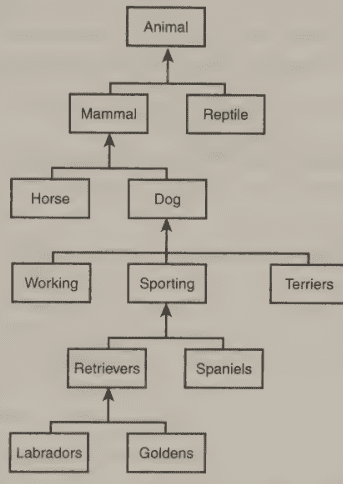 Animal
Mammal Reptile
Horse Dog
Working Sporting Terriers
Retrievers Spaniels
Labradors Goldens